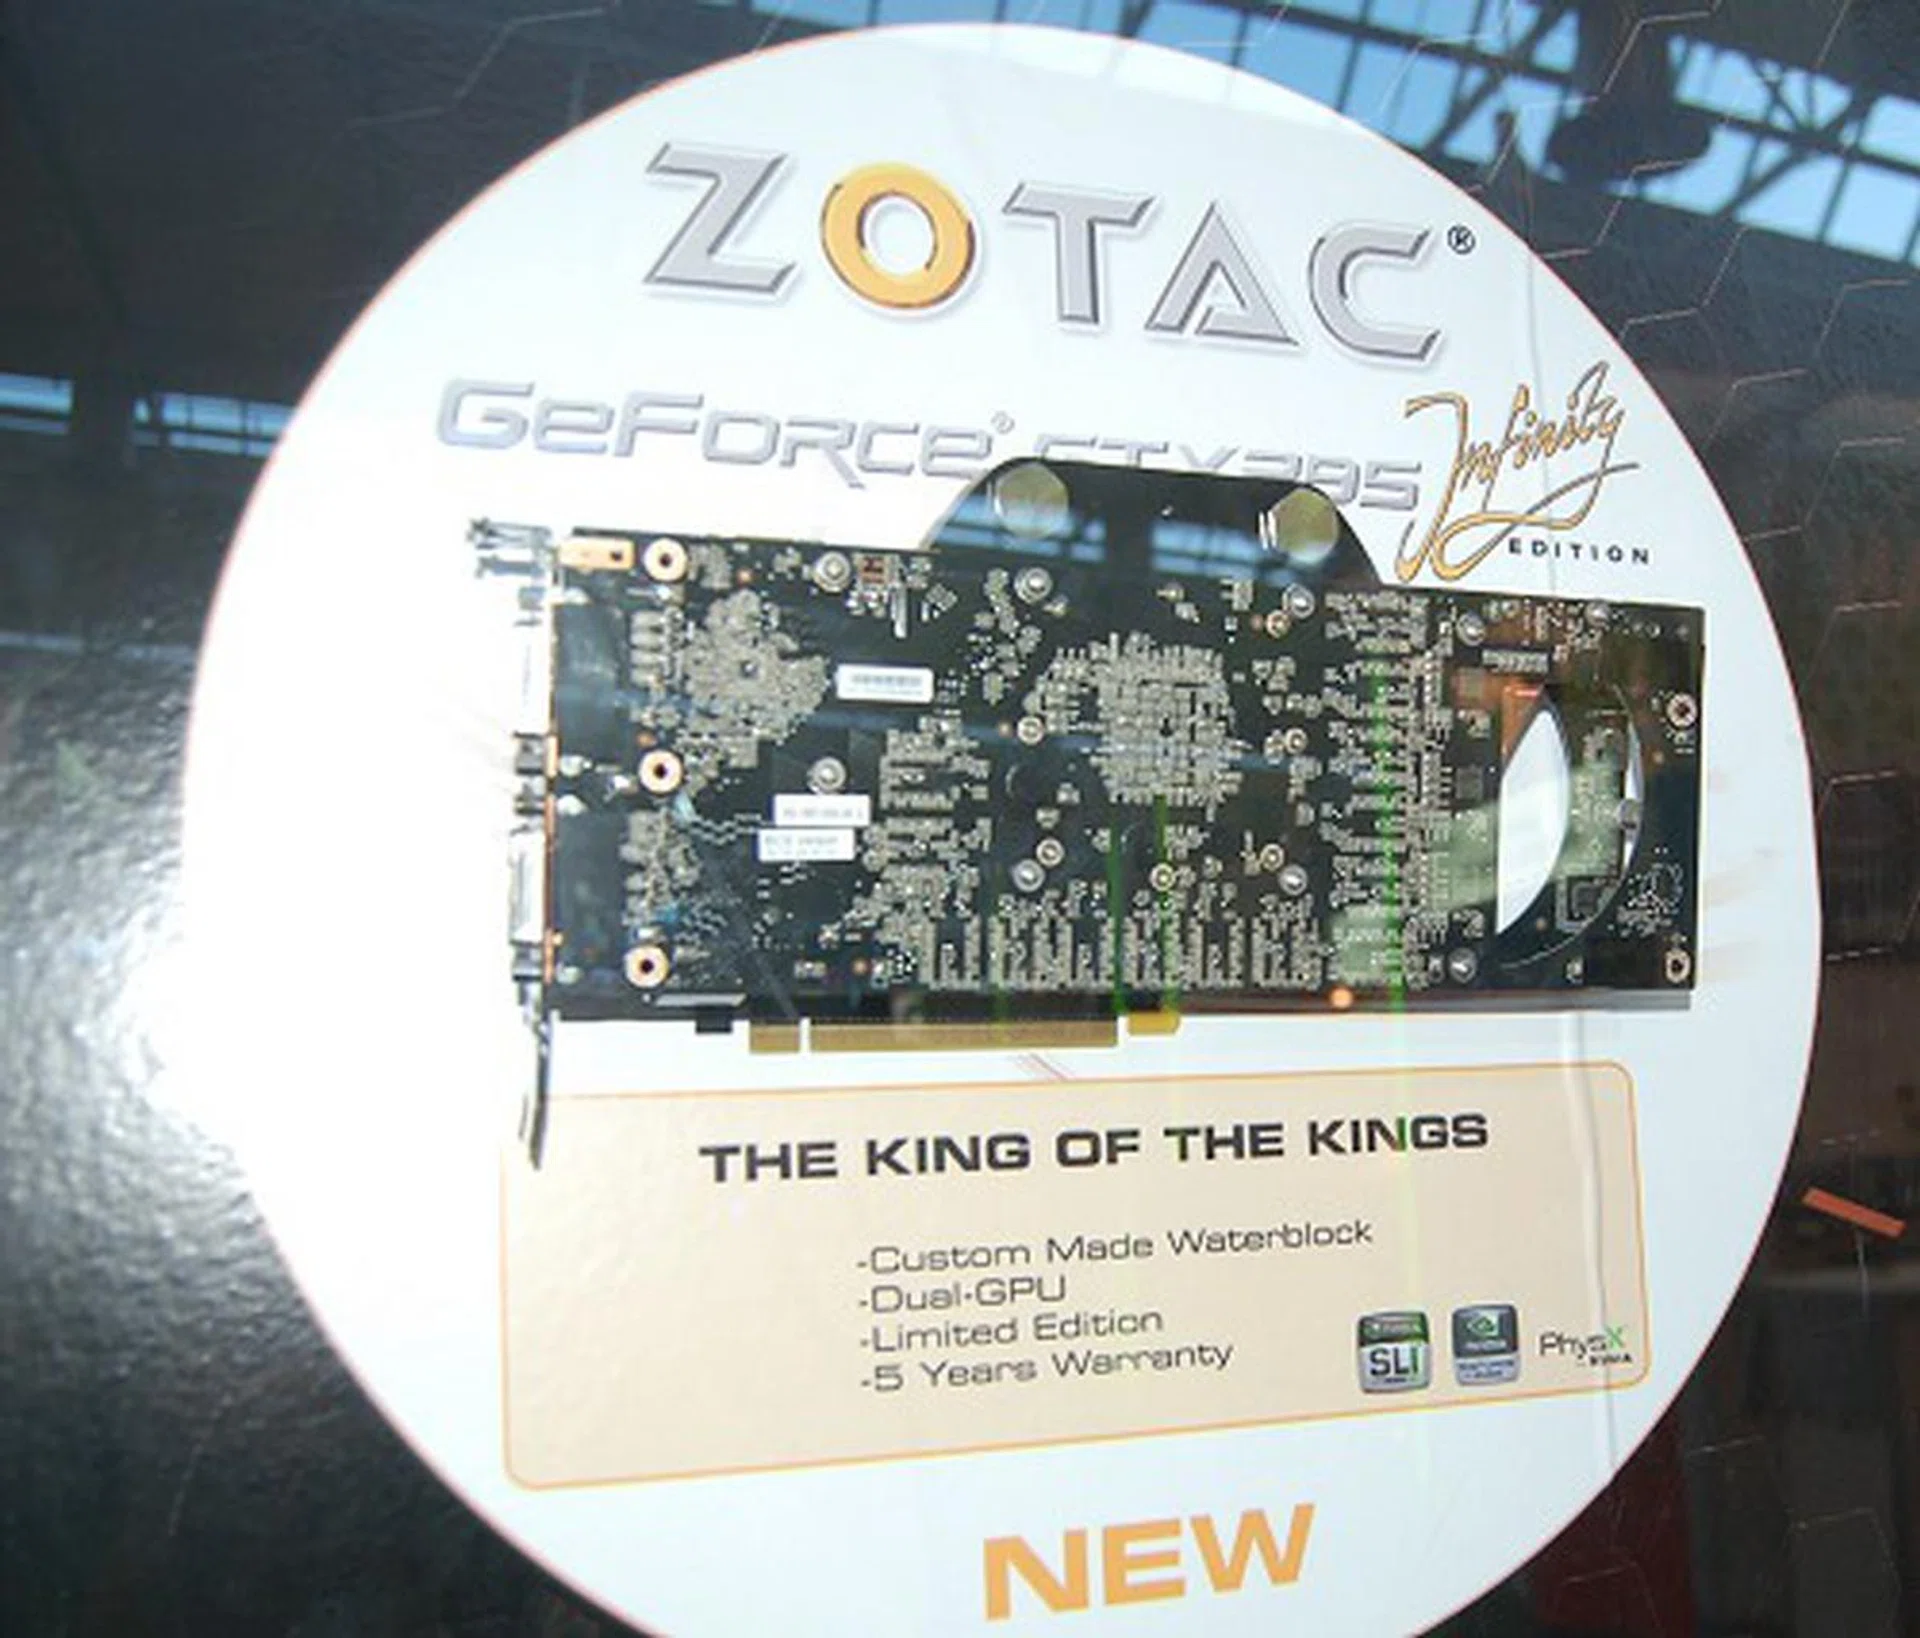 ZOTAC®
GeForce® GTX295
Infinity
EDITION
THE KING OF THE KINGS
-Custom Made Waterblock
-Dual-GPU
-Limited Edition
-5 Years Warranty
SLI
PhysX
NEW